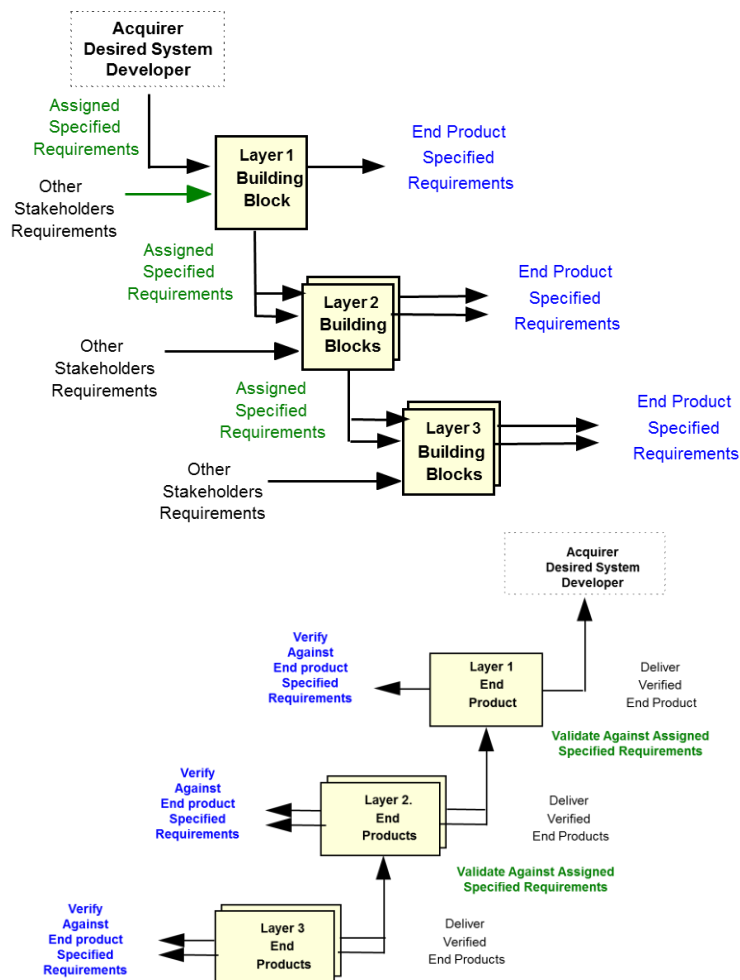 Acquirer
Desired System
Developer
Assigned
Specified
Requirements
Other
Stakeholders
Requirements
Layer 1
Building
Block
End Product
Specified
Requirements
Assigned
Specified
Requirements
Other
Stakeholders
Requirements
Layer 2
Building
Blocks
End Product
Specified
Requirements
Assigned
Specified
Requirements
Other
Stakeholders
Requirements
Layer 3
Building
Blocks
End Product
Specified
Requirements
Acquirer
Desired System
Developer
Verify
Against
End product
Specified
Requirements
Layer 1
End
Product
Deliver
Verified
End Product
Validate Against Assigned
Specified Requirements
Verify
Against
End product
Specified
Requirements
Layer 2.
End
Products
Deliver
Verified
End Products
Validate Against Assigned
Specified Requirements
Verify
Against
End product
Specified
Requirements
Layer 3
End
Products
Deliver
Verified
End Products